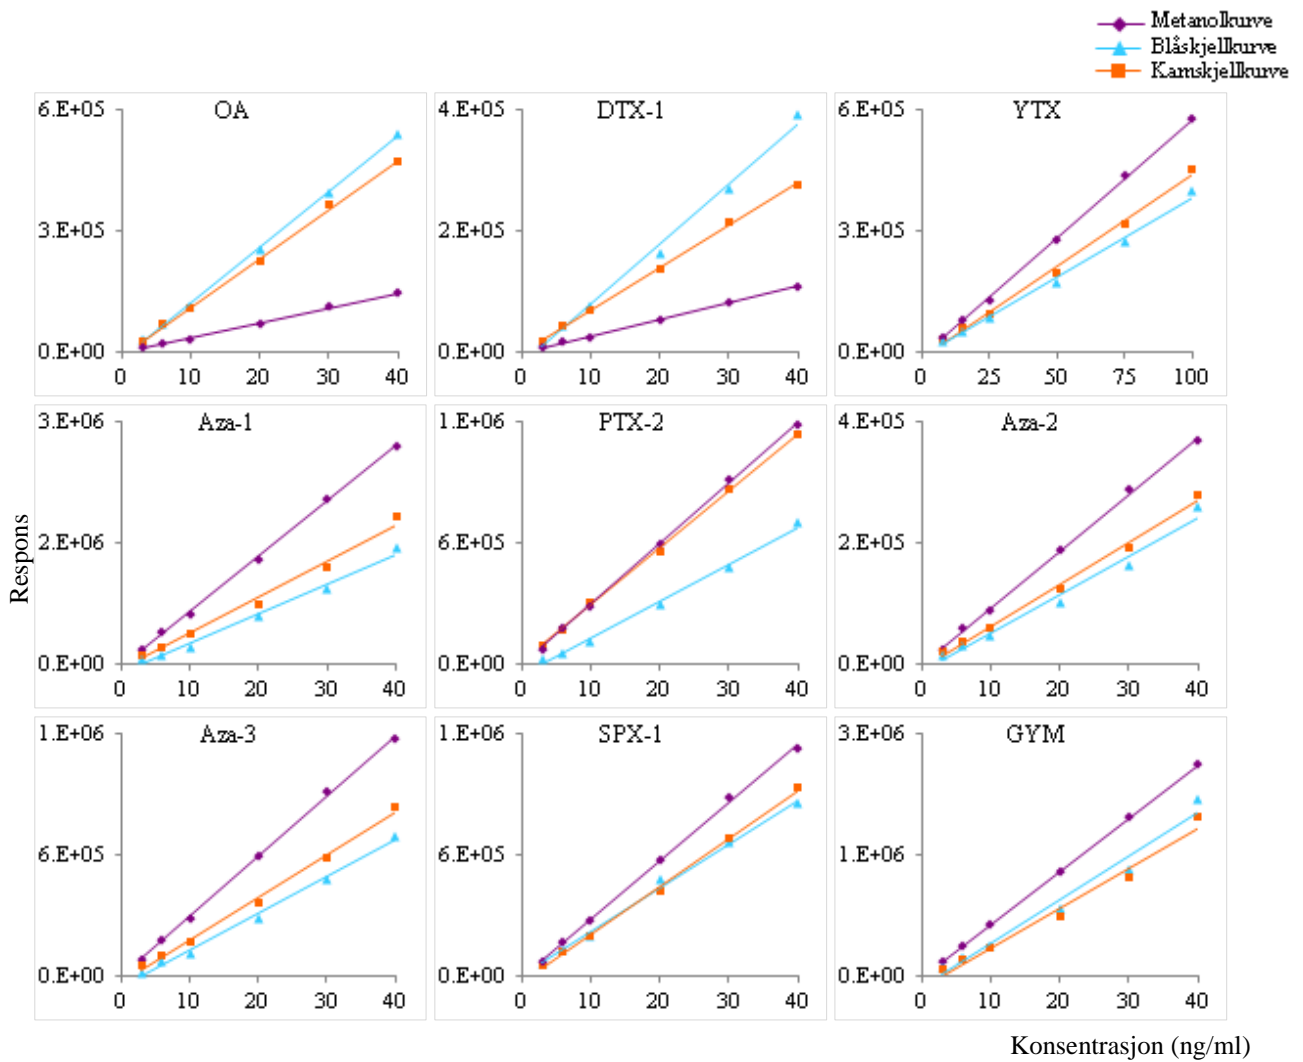 Metanolkurve
Blåskjellkurve
Kamskjellkurve
OA
6.E+05
3.E+05
0.E+00
0 10 20 30 40
DTX-1
4.E+05
2.E+05
0.E+00
0 10 20 30 40
YTX
6.E+05
3.E+05
0.E+00
0 25 50 75 100
Aza-1
3.E+06
2.E+06
0.E+00
0 10 20 30 40
PTX-2
1.E+06
6.E+05
0.E+00
0 10 20 30 40
Aza-2
4.E+05
2.E+05
0.E+00
0 10 20 30 40
Aza-3
1.E+06
6.E+05
0.E+00
0 10 20 30 40
SPX-1
1.E+06
6.E+05
0.E+00
0 10 20 30 40
GYM
3.E+06
1.E+06
0.E+00
0 10 20 30 40
Respons
Konsentrasjon (ng/ml)